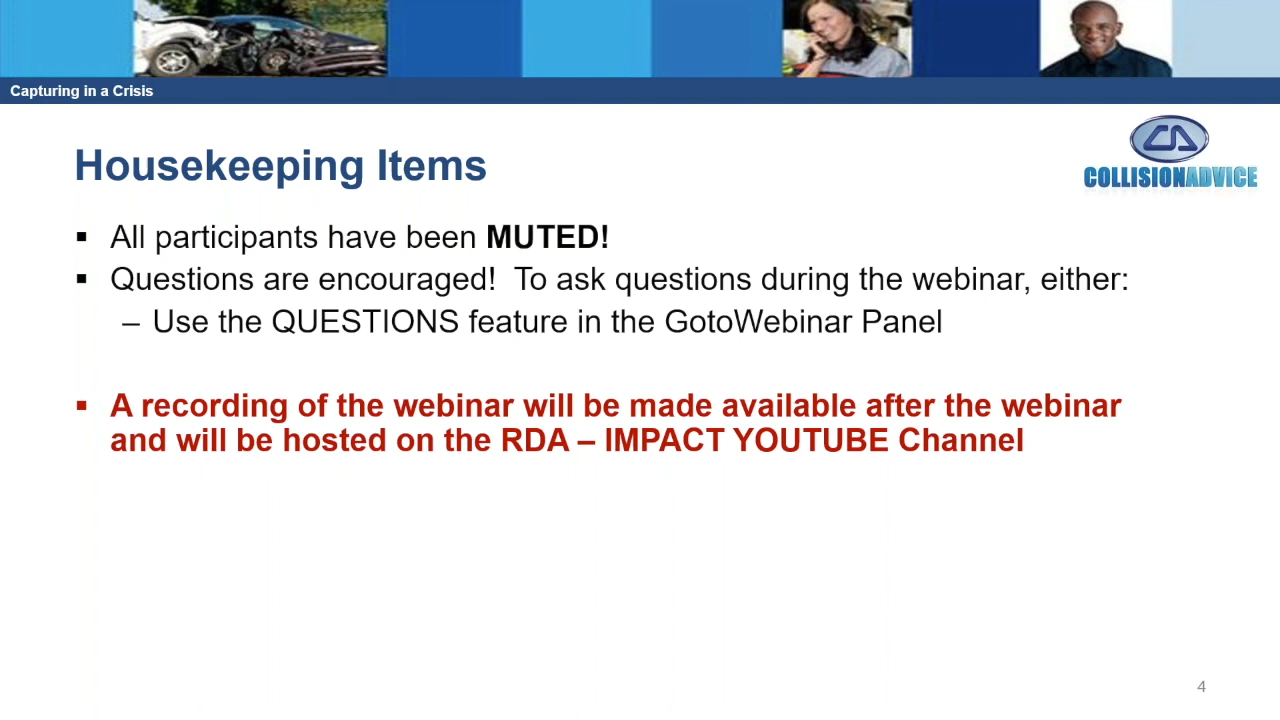 Capturing in a Crisis
Housekeeping Items
CA
COLLISIONADVICE
▪ All participants have been MUTED!
▪ Questions are encouraged!  To ask questions during the webinar, either:
– Use the QUESTIONS feature in the GotoWebinar Panel
▪ A recording of the webinar will be made available after the webinar
and will be hosted on the RDA – IMPACT YOUTUBE Channel
4